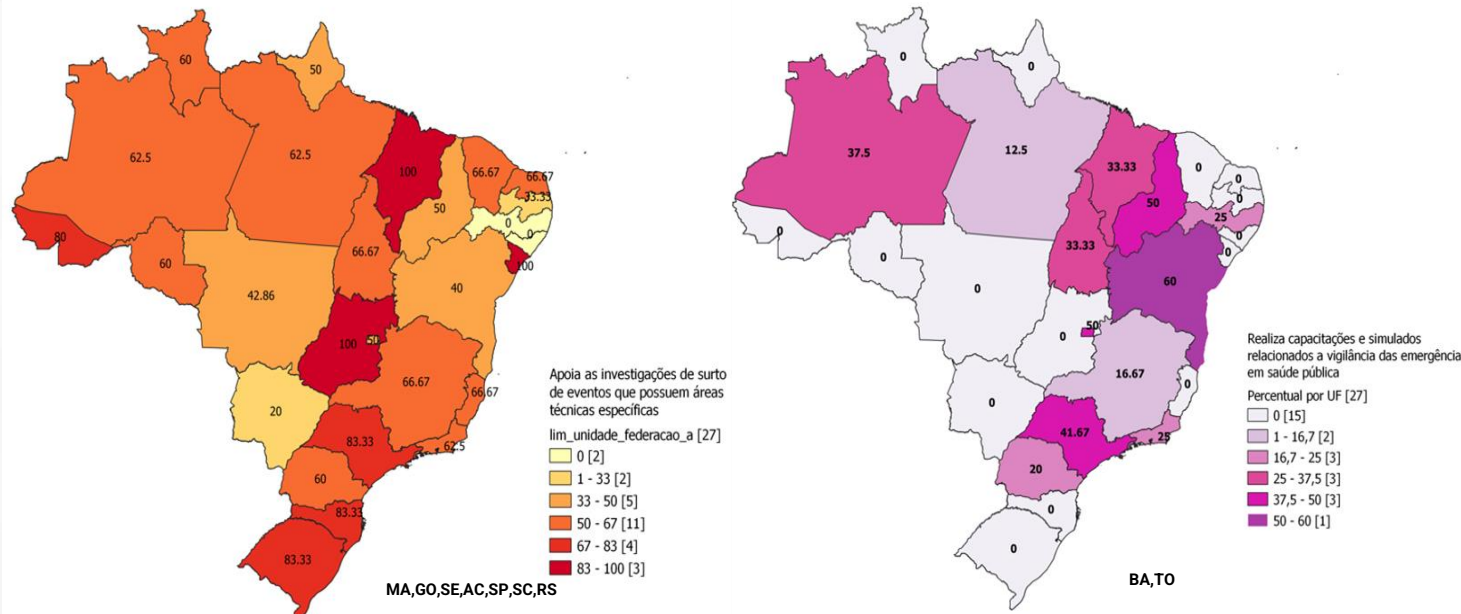 60
50
62.5
62.5
100
66.67
66.67
33.33
50
0
0
100
80
60
66.67
40
42.86
100
50
66.67
66.67
20
83.33
62.5
60
83.33
83.33
Apoia as investigações de surto
de eventos que possuem áreas
técnicas específicas
lim_unidade_federacao_a [27]
0 [2]
1 - 33 [2]
33 - 50 [5]
50 - 67 [11]
67 - 83 [4]
83 - 100 [3]
MA,GO,SE,AC,SP,SC,RS
0
0
37.5
12.5
33.33
0
0
0
50
25
0
0
0
0
33.33
60
0
0
50
16.67
0
0
41.67
25
20
0
0
Realiza capacitações e simulados
relacionados a vigilância das emergência
em saúde pública
Percentual por UF [27]
0 [15]
1 - 16,7 [2]
16,7 - 25 [3]
25 - 37,5 [3]
37,5 - 50 [3]
50 - 60 [1]
BA,TO